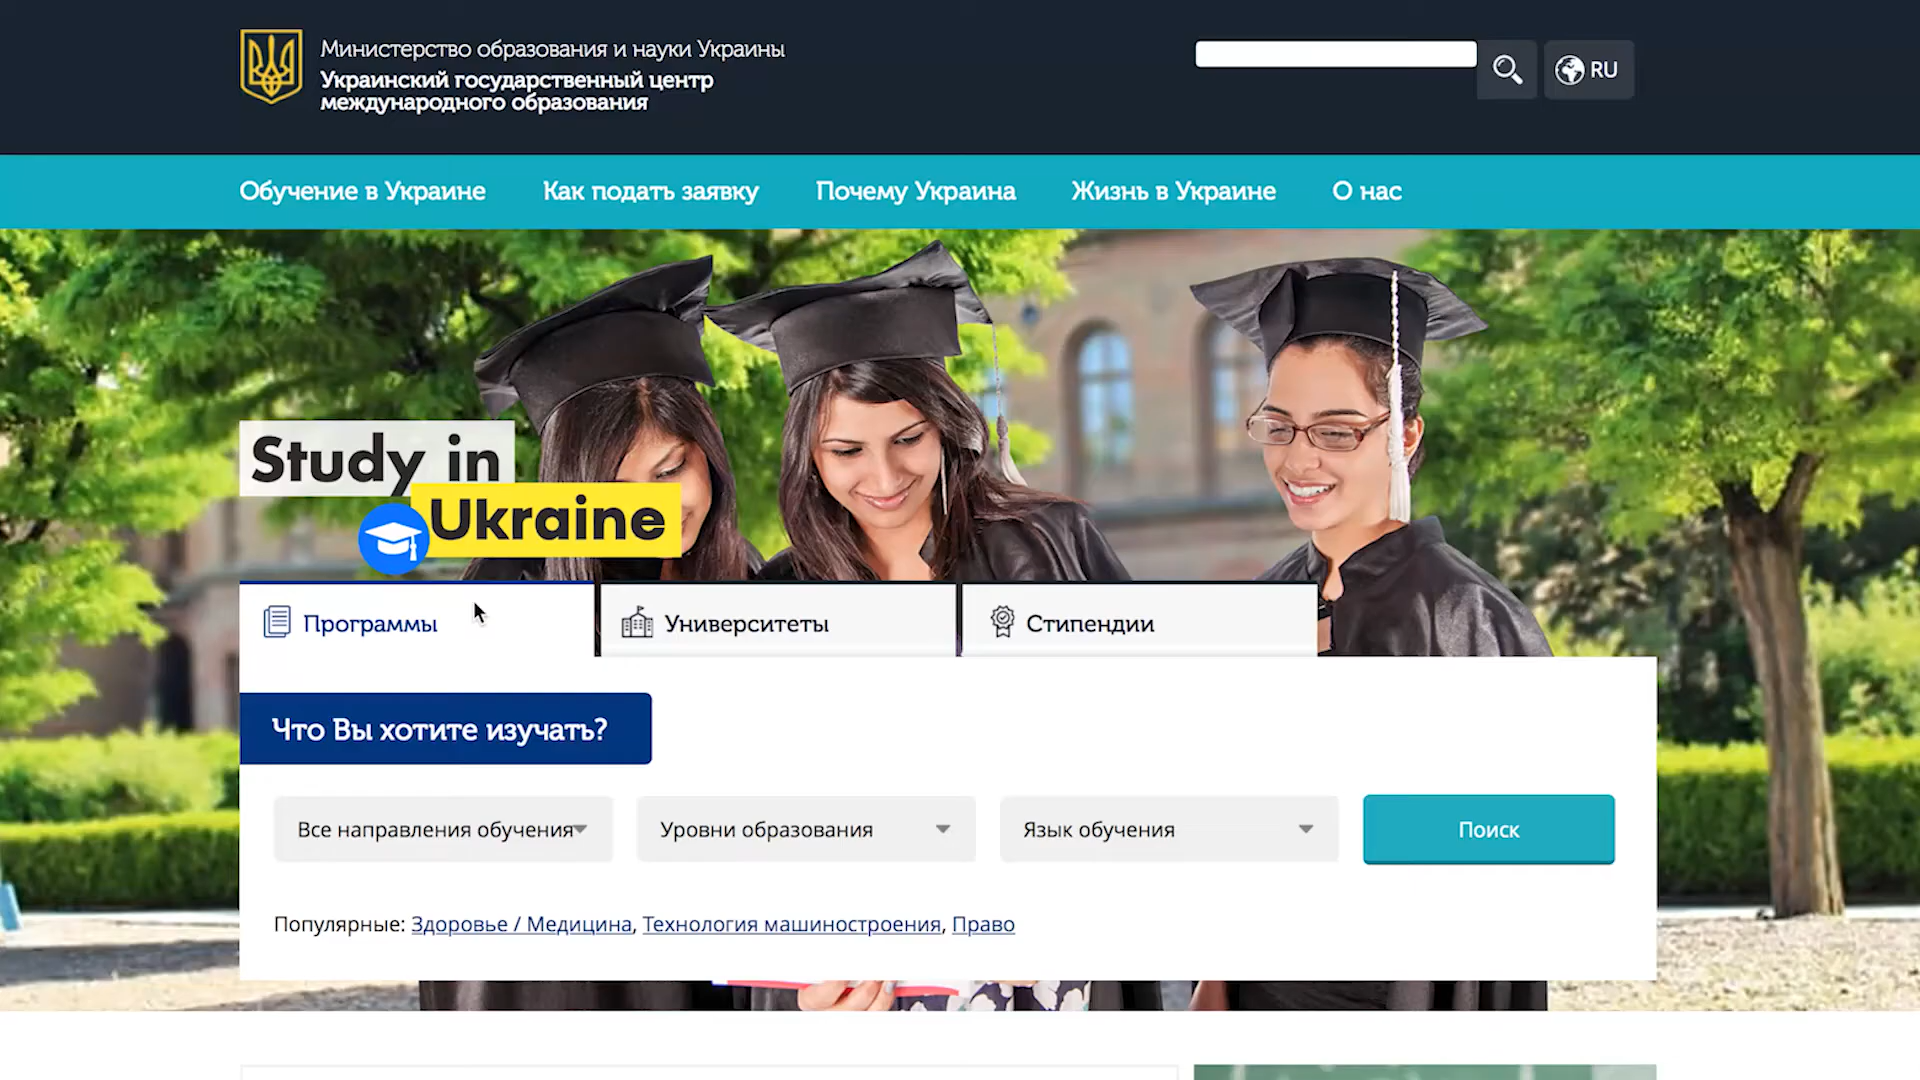 Министерство образования и науки Украины
Украинский государственный центр
международного образования
RU
Обучение в Украине
Как подать заявку
Почему Украина
Жизнь в Украине
О нас
Study in
Ukraine
Программы
Университеты
Стипендии
Что Вы хотите изучать?
Все направления обучения
Уровни образования
Язык обучения
Поиск
Популярные: Здоровье / Медицина, Технология машиностроения, Право